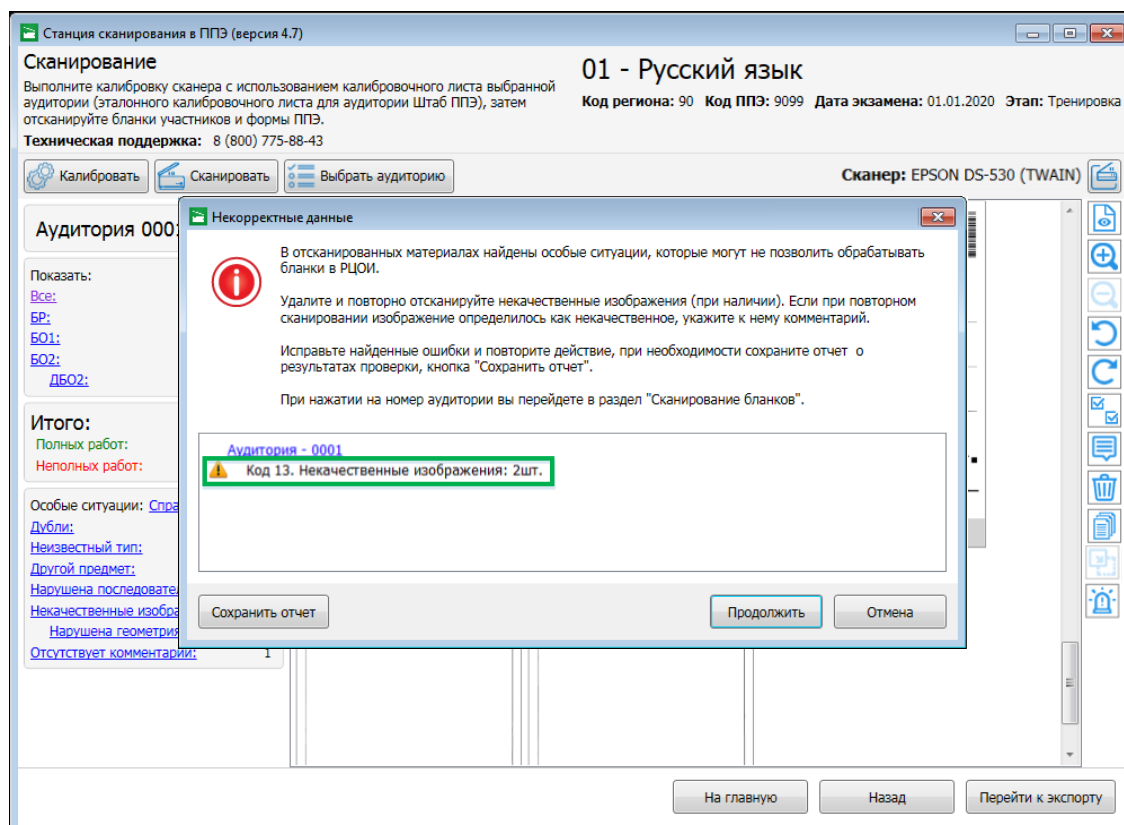 Станция сканирования в ППЭ (версия 4.7)
Сканирование
Выполните калибровку сканера с использованием калибровочного листа выбранной
аудитории (эталонного калибровочного листа для аудитории Штаб ППЭ), затем
отсканируйте бланки участников и формы ППЭ.
Техническая поддержка: 8 (800) 775-88-43
01 - Русский язык
Код региона: 90 Код ППЭ: 9099 Дата экзамена: 01.01.2020 Этап: Тренировка
Калибровать
Сканировать
Выбрать аудиторию
Сканер: EPSON DS-530 (TWAIN)
Аудитория 0001
Показать:
Все:
БР:
БО1:
БО2:
ДБО2:
Итого:
Полных работ:
Неполных работ:
Особые ситуации:
Дубли:
Неизвестный тип:
Другой предмет:
Нарушена
Некачественные
Нарушена геометрия
Отсутствует комментарий: 1
Некорректные данные
В отсканированных материалах найдены особые ситуации, которые могут не позволить обрабатывать
бланки в РЦОИ.
Удалите и повторно отсканируйте некачественные изображения (при наличии). Если при повторном
сканировании изображение определилось как некачественное, укажите к нему комментарий.
Исправьте найденные ошибки и повторите действие, при необходимости сохраните отчет о
результатах проверки, кнопка "Сохранить отчет".
При нажатии на номер аудитории вы перейдете в раздел "Сканирование бланков".
Аудитория - 0001
Код 13. Некачественные изображения: 2шт.
Сохранить отчет
Продолжить
Отмена
На главную
Назад
Перейти к экспорту